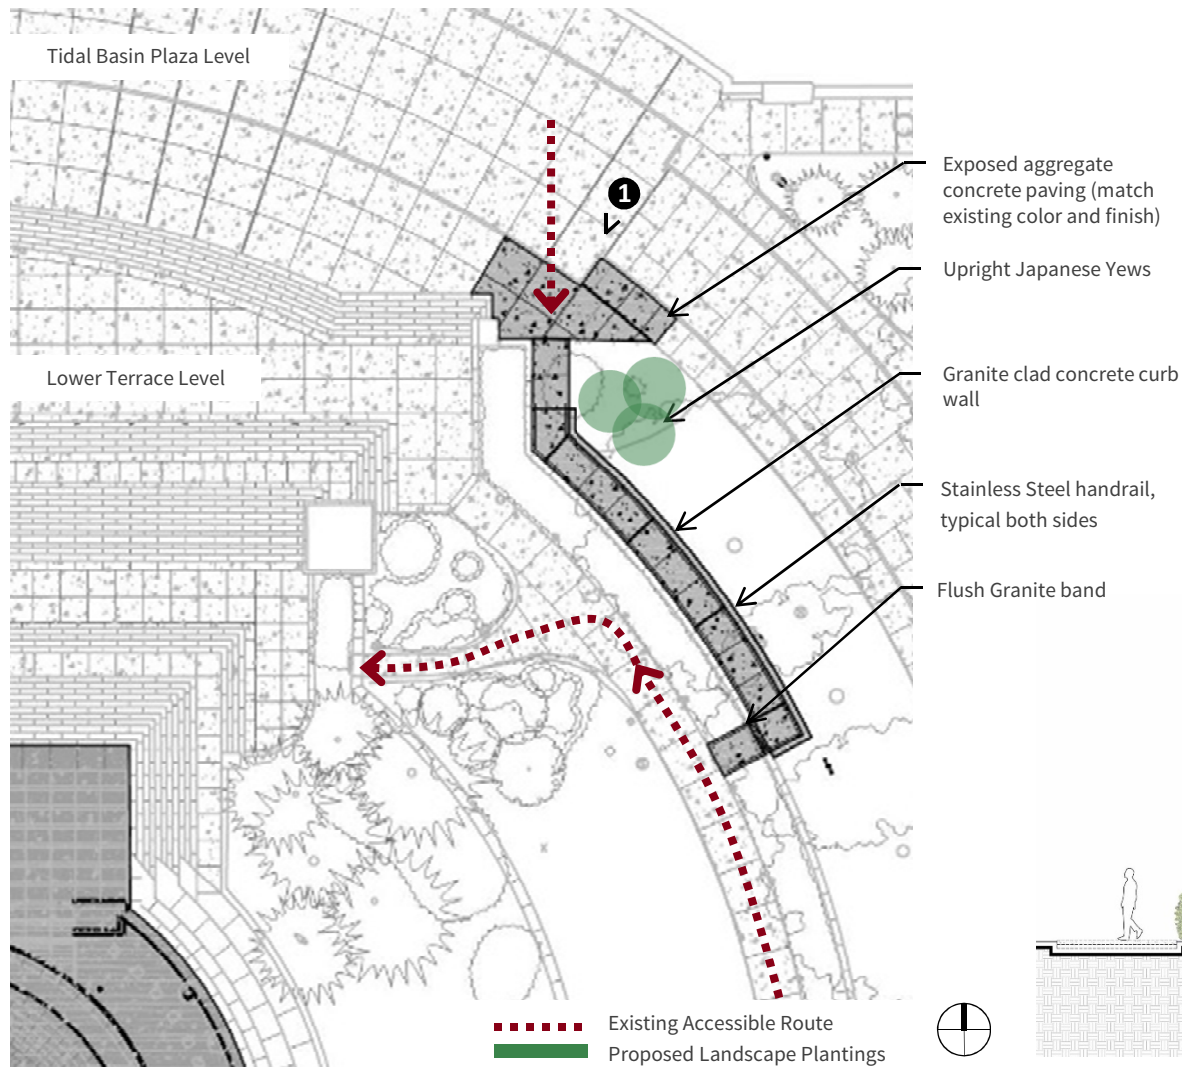 Tidal Basin Plaza Level
1
Exposed aggregate
concrete paving (match
existing color and finish)
Upright Japanese Yews
Lower Terrace Level
Granite clad concrete curb
wall
Stainless Steel handrail,
typical both sides
Flush Granite band
Existing Accessible Route
Proposed Landscape Plantings